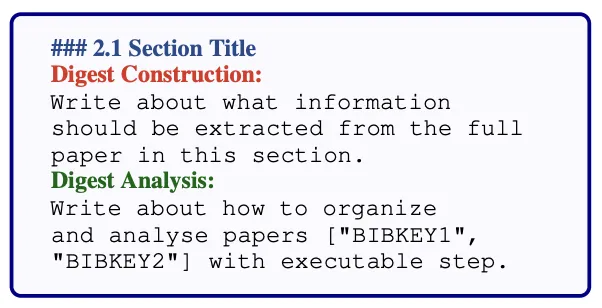 ### 2.1 Section Title
Digest Construction:
Write about what information
should be extracted from the full
paper in this section.
Digest Analysis:
Write about how to organize
and analyse papers ["BIBKEY1",
"BIBKEY2"] with executable step.